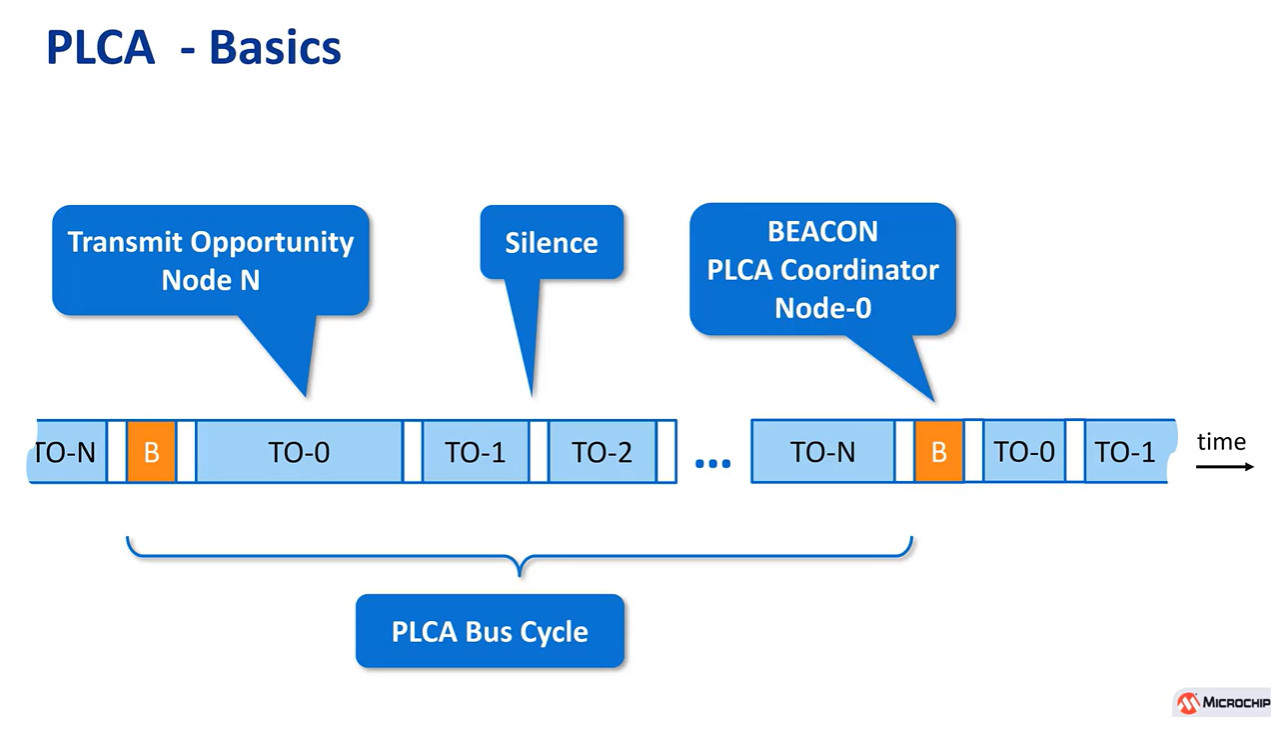 PLCA - Basics
Transmit Opportunity
Node N
Silence
BEACON
PLCA Coordinator
Node-0
TO-N
B
TO-0
TO-1
TO-2
...
TO-N
B
TO-0
TO-1
time
PLCA Bus Cycle
MICROCHIP